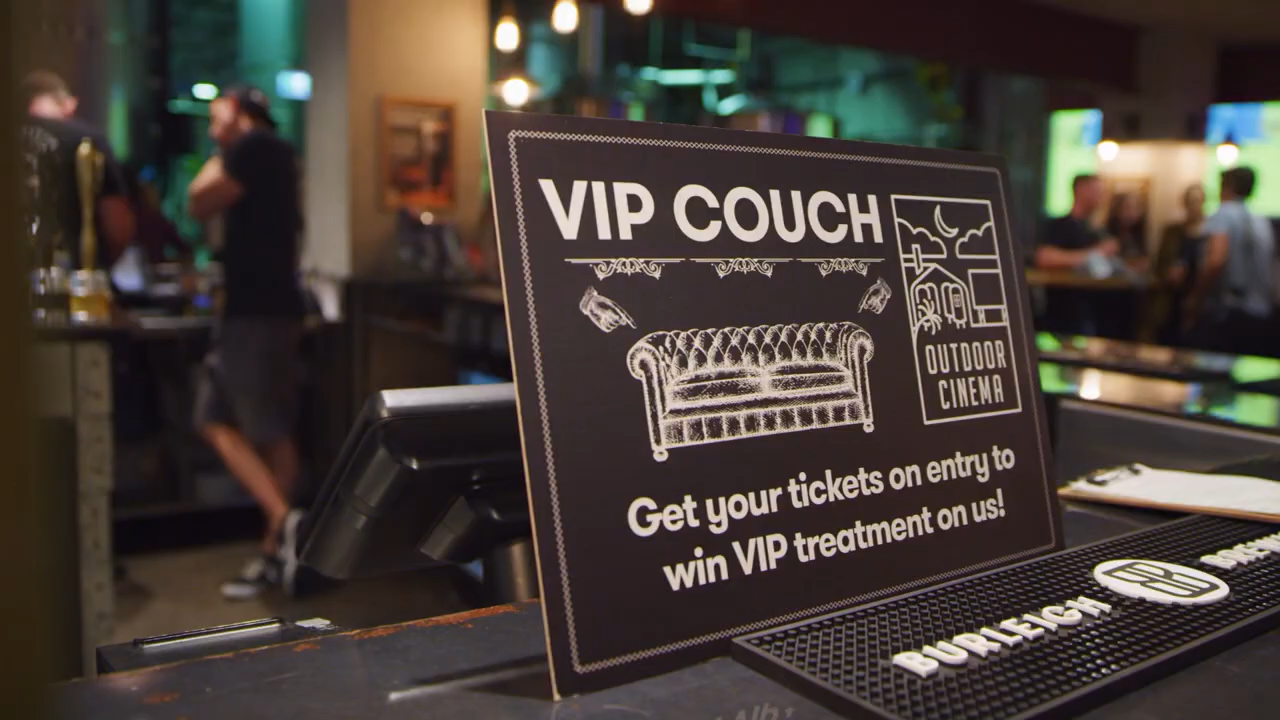 VIP COUCH
OUTDOOR
CINEMA
Get your tickets on entry to
win VIP treatment on us!
BURLEIGH